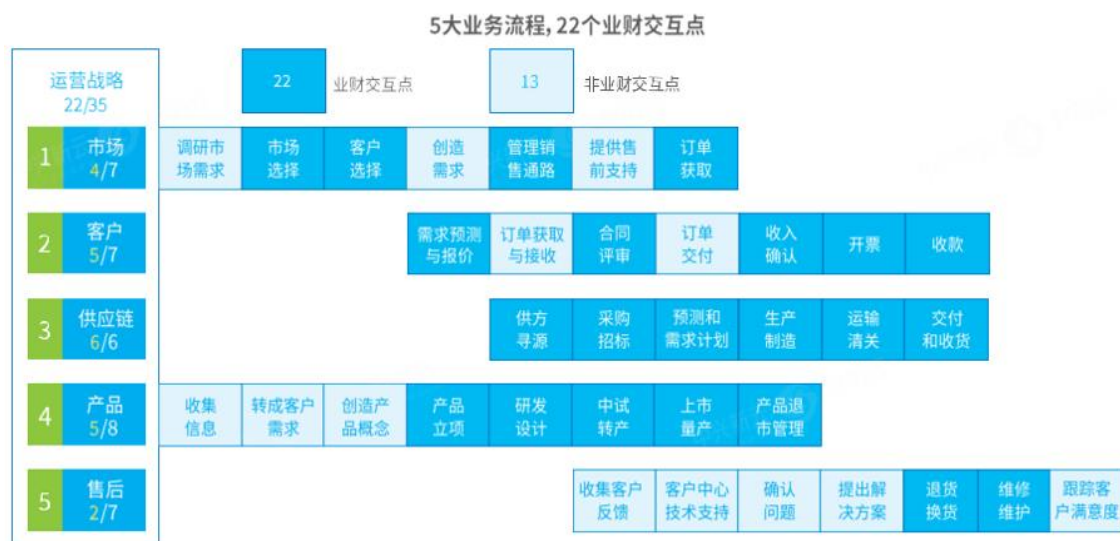 5大业务流程, 22个业财交互点
运营战略
22/35
22
业财交互点
13
非业财交互点
1
市场
4/7
调研市
场需求
市场
选择
客户
选择
创造
需求
管理销
售通路
提供售
前支持
订单
获取
2
客户
5/7
需求预测
与报价
订单获取
与接收
合同
评审
订单
交付
收入
确认
开票
收款
3
供应链
6/6
供方
寻源
采购
招标
预测和
需求计划
生产
制造
运输
清关
交付
和收货
4
产品
5/8
收集
信息
转成客户
需求
创造产
品概念
产品
立项
研发
设计
中试
转产
上市
量产
产品退
市管理
5
售后
2/7
收集客户
反馈
客户中心
技术支持
确认
问题
提出解
决方案
退货
换货
维修
维护
跟踪客
户满意度